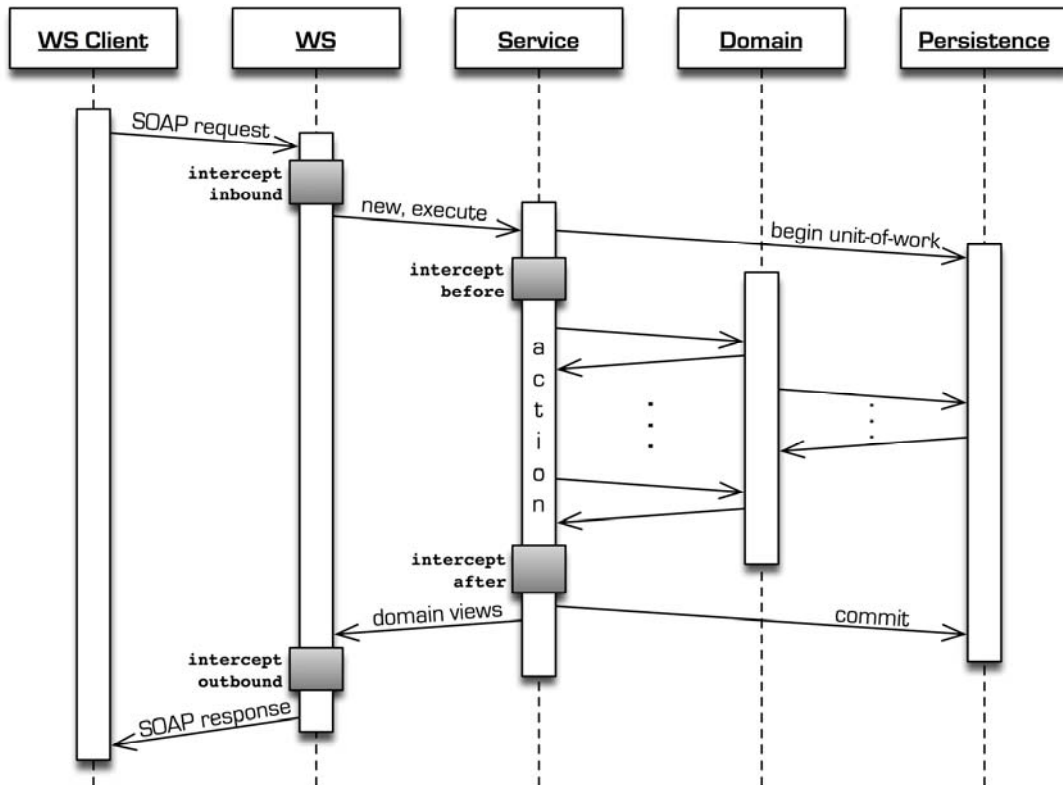 WS Client
WS
Service
Domain
Persistence
SOAP request
intercept
inbound
new, execute
begin unit-of-work
intercept
before
action
intercept
after
domain views
commit
intercept
outbound
SOAP response